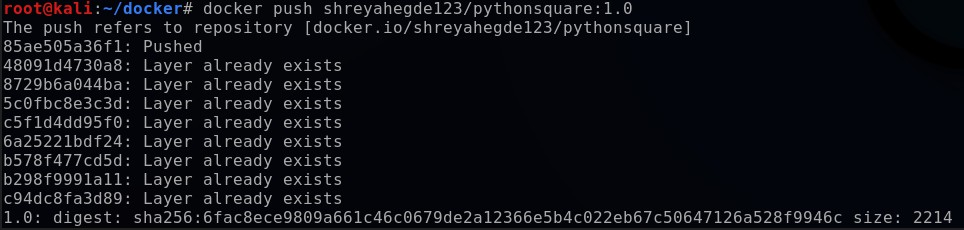 root@kali:~/docker# docker push shreyahegde123/pythonsquare:1.0
The push refers to repository [docker.io/shreyahegde123/pythonsquare]
85ae505a36f1: Pushed
48091d4730a8: Layer already exists
8729b6a044ba: Layer already exists
5c0fbc8e3c3d: Layer already exists
c5f1d4dd95f0: Layer already exists
6a25221bdf24: Layer already exists
b578f477cd5d: Layer already exists
b298f9991a11: Layer already exists
c94dc8fa3d89: Layer already exists
1.0: digest: sha256:6fac8ece9809a661c46c0679de2a12366e5b4c022eb67c50647126a528f9946c size: 2214